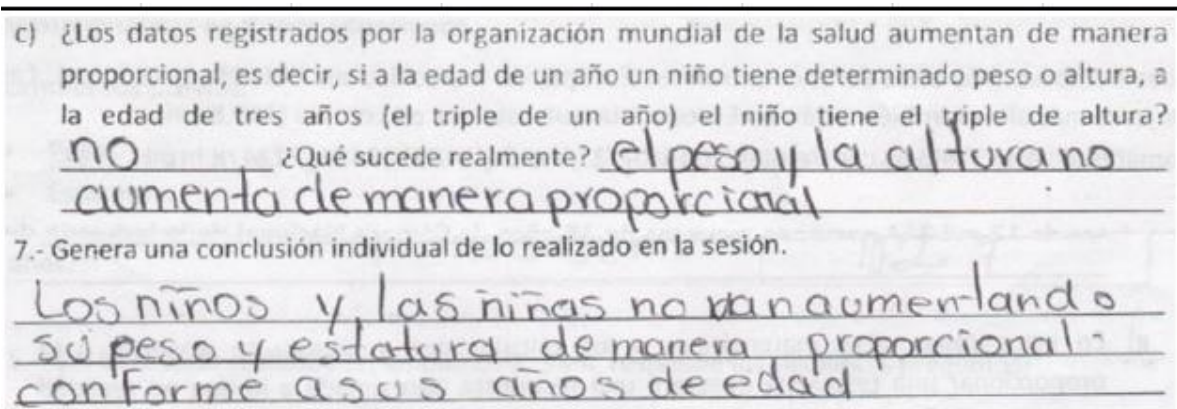 c) ¿Los datos registrados por la organización mundial de la salud aumentan de manera
proporcional, es decir, si a la edad de un año un niño tiene determinado peso o altura, a
la edad de tres años (el triple de un año) el niño tiene el triple de altura?
no ¿Qué sucede realmente? el peso y la altura no
aumenta de manera proporcional
7.- Genera una conclusión individual de lo realizado en la sesión.
Los niños y las niñas no van aumentando
su peso y estatura de manera proporcional
conforme a sus años de edad